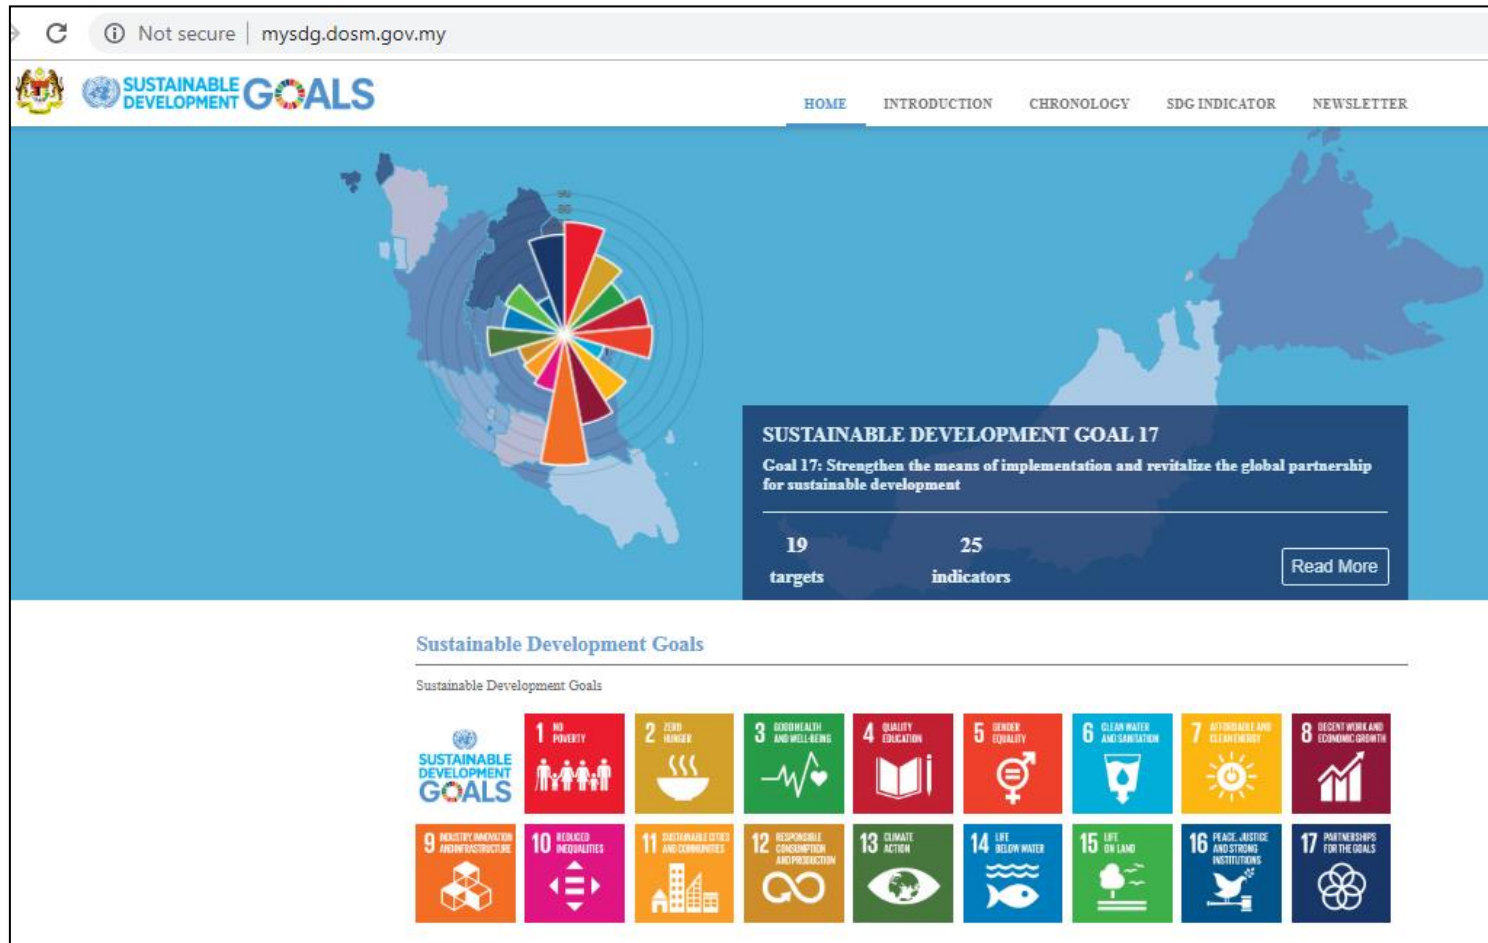 Not secure | mysdg.dosm.gov.my
SUSTAINABLE DEVELOPMENT GOALS
HOME INTRODUCTION CHRONOLOGY SDG INDICATOR NEWSLETTER
SUSTAINABLE DEVELOPMENT GOAL 17
Goal 17: Strengthen the means of implementation and revitalize the global partnership
for sustainable development
19 25
targets indicators
Read More
Sustainable Development Goals
Sustainable Development Goals
SUSTAINABLE
DEVELOPMENT
GOALS
1 NO POVERTY
2 ZERO HUNGER
3 GOOD HEALTH AND WELL-BEING
4 QUALITY EDUCATION
5 GENDER EQUALITY
6 CLEAN WATER AND SANITATION
7 AFFORDABLE AND CLEAN ENERGY
8 DECENT WORK AND ECONOMIC GROWTH
9 INDUSTRY, INNOVATION AND INFRASTRUCTURE
10 REDUCED INEQUALITIES
11 SUSTAINABLE CITIES AND COMMUNITIES
12 RESPONSIBLE CONSUMPTION AND PRODUCTION
13 CLIMATE ACTION
14 LIFE BELOW WATER
15 LIFE ON LAND
16 PEACE, JUSTICE AND STRONG INSTITUTIONS
17 PARTNERSHIPS FOR THE GOALS